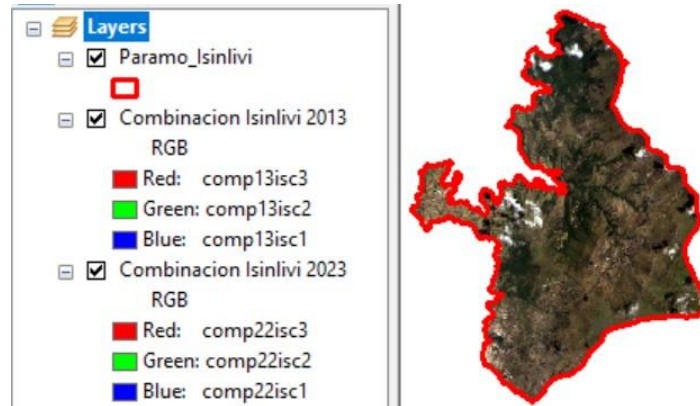 Layers
Paramo_Isinlivi
Combinacion Isinlivi 2013
RGB
Red: comp13isc3
Green: comp13isc2
Blue: comp13isc1
Combinacion Isinlivi 2023
RGB
Red: comp22isc3
Green: comp22isc2
Blue: comp22isc1